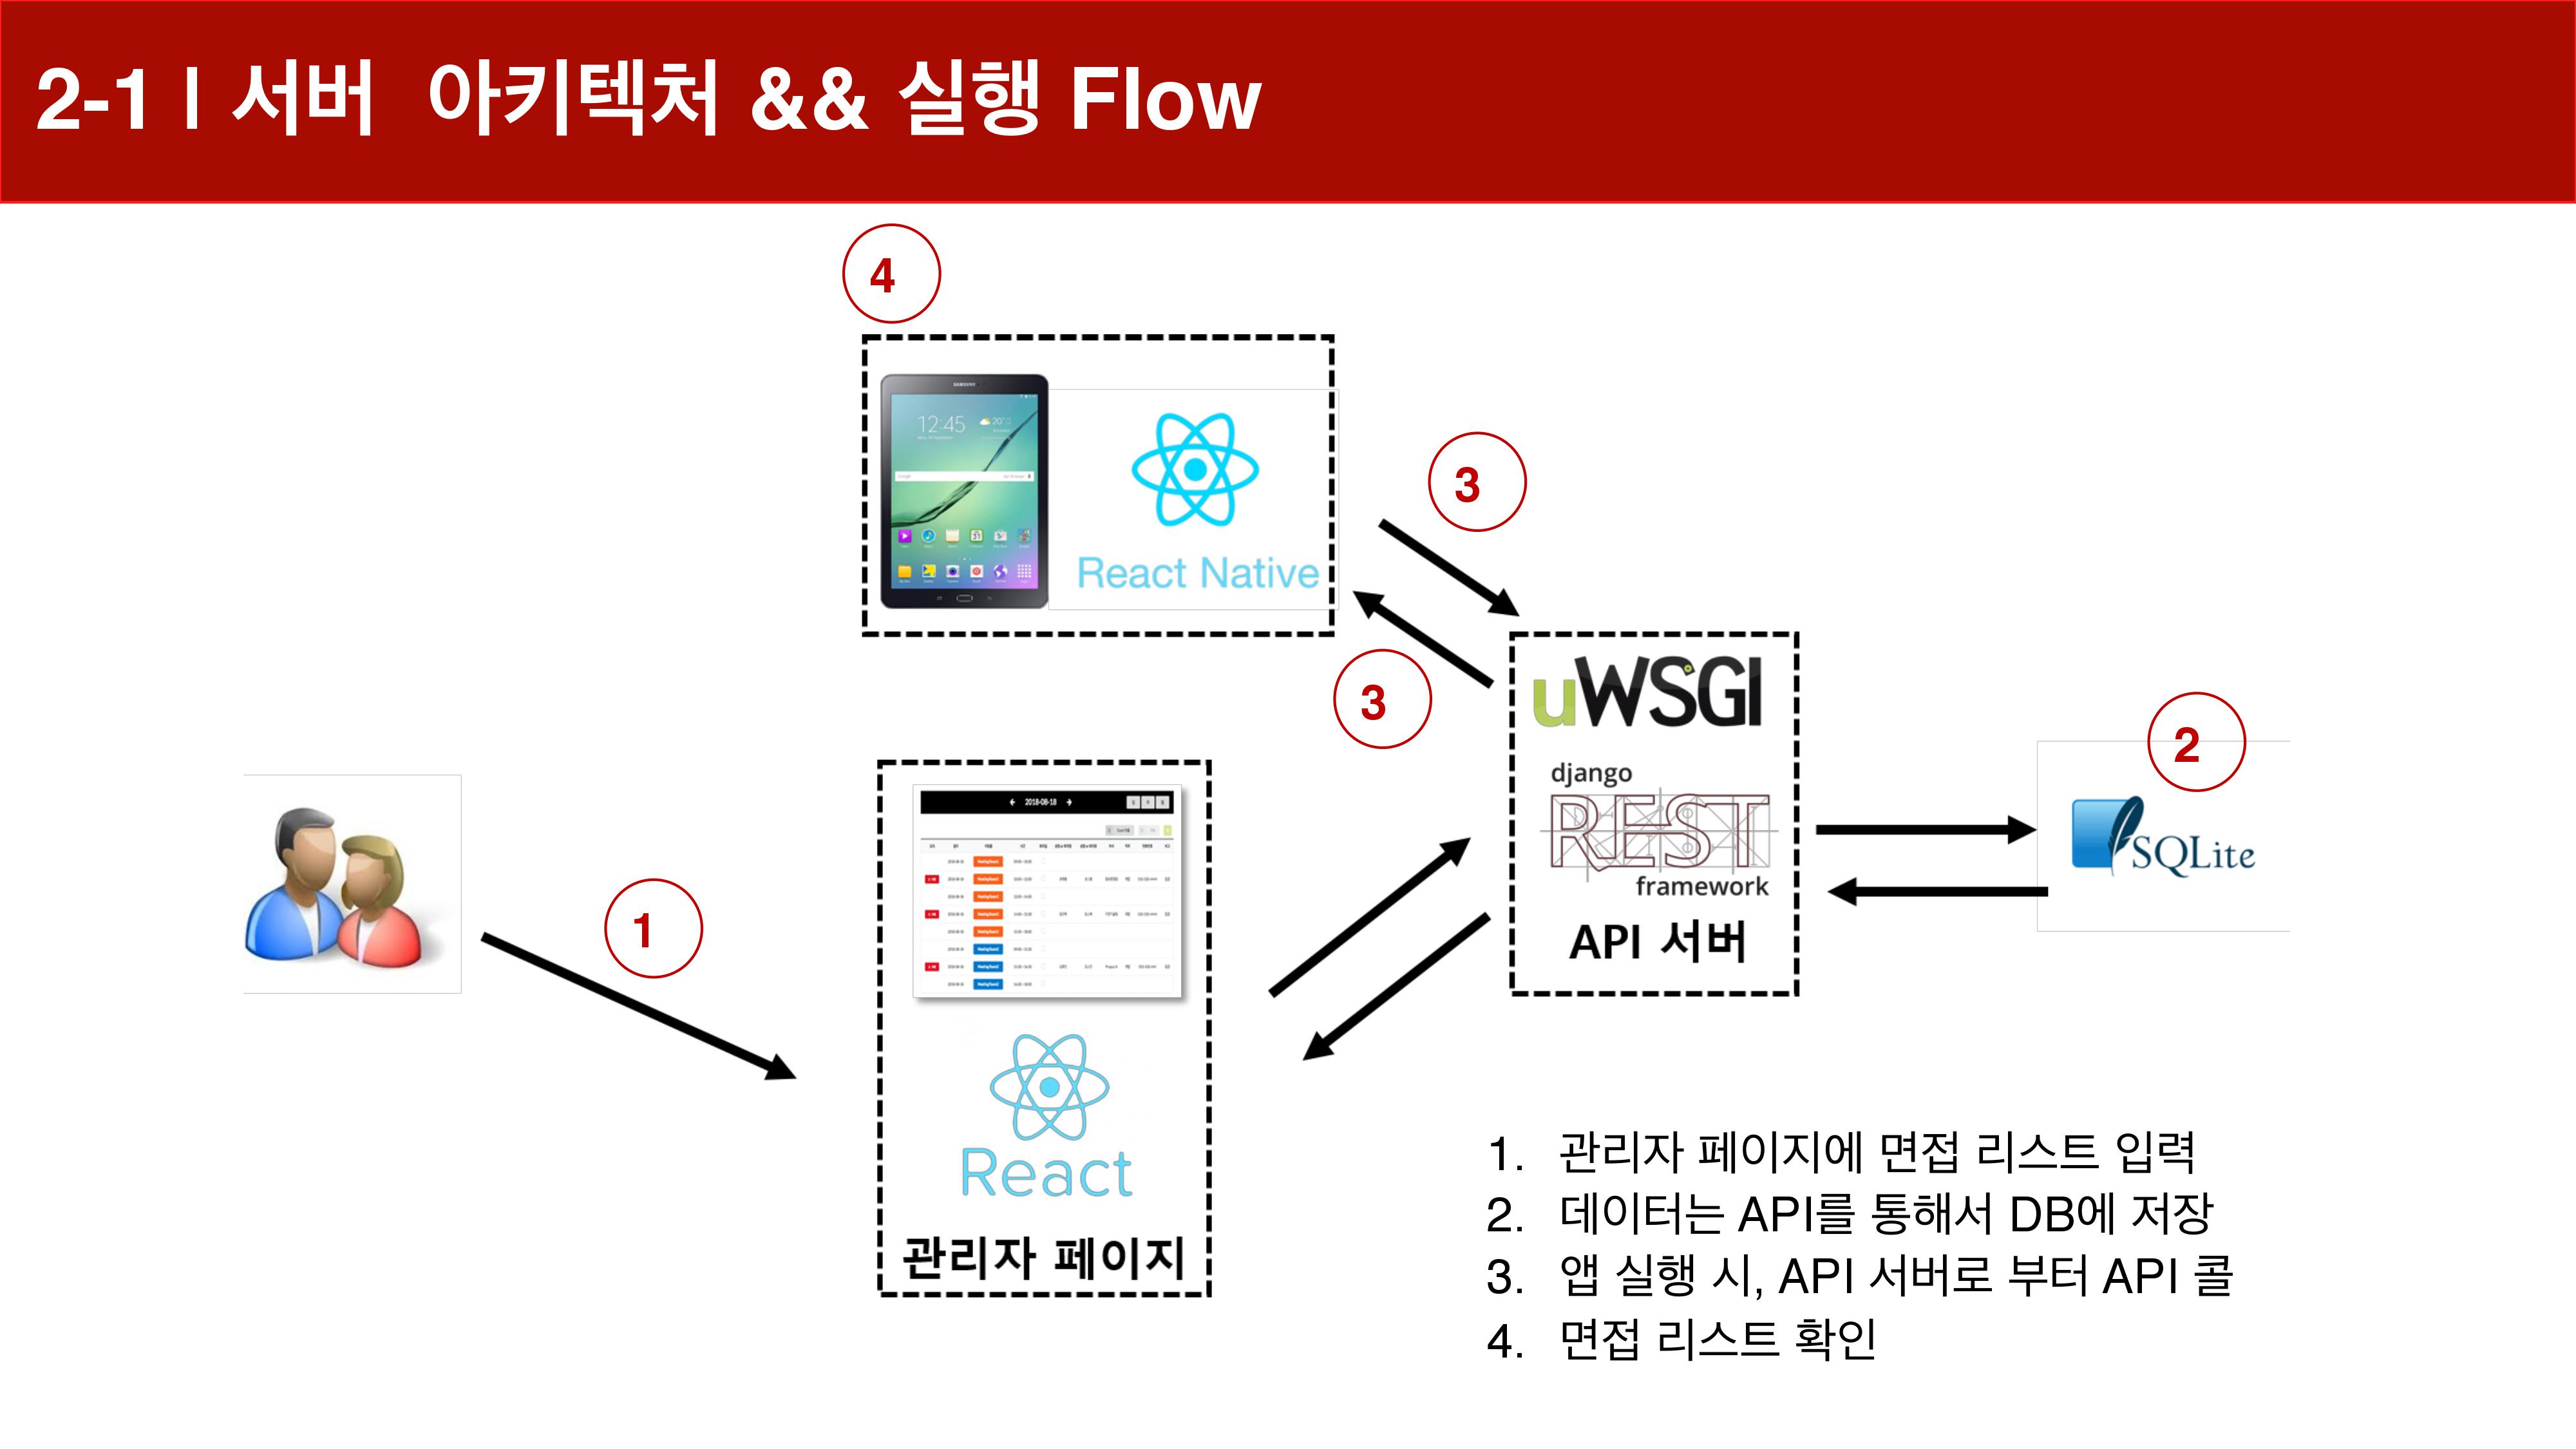 2-1 | 서버 아키텍처 && 실행 Flow
4
SAMSUNG
12:45
20°
Google
React Native
3
3
uWSGI
django
REST
framework
API 서버
2
SQLite
1
2018-08-18
React
관리자 페이지
1. 관리자 페이지에 면접 리스트 입력
2. 데이터는 API를 통해서 DB에 저장
3. 앱 실행 시, API 서버로 부터 API 콜
4. 면접 리스트 확인